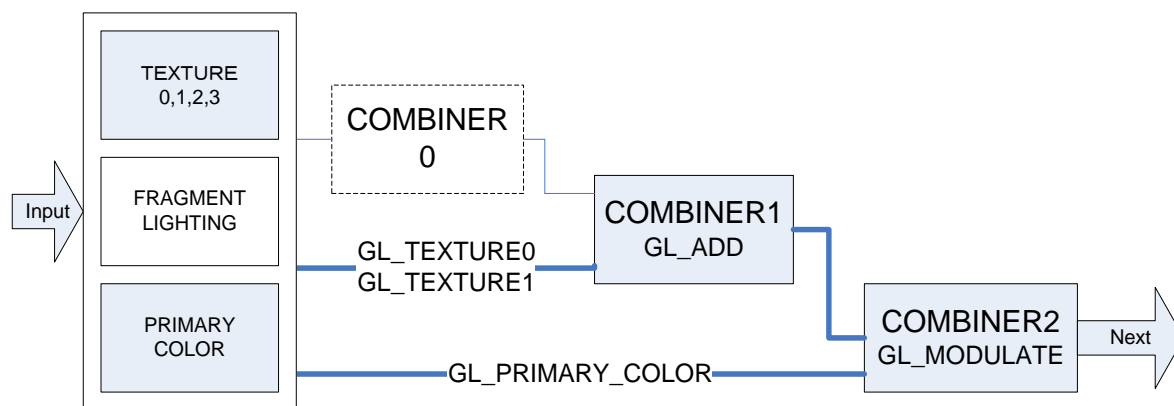 Input
TEXTURE
0,1,2,3
FRAGMENT
LIGHTING
PRIMARY
COLOR
COMBINER
0
GL_TEXTURE0
GL_TEXTURE1
COMBINER1
GL_ADD
GL_PRIMARY_COLOR
COMBINER2
GL_MODULATE
Next